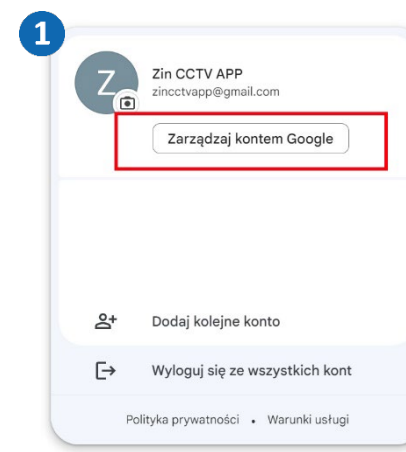 1
Z
Zin CCTV APP
zincctvapp@gmail.com
Zarządzaj kontem Google
Dodaj kolejne konto
Wyloguj się ze wszystkich kont
Polityka prywatności • Warunki usługi